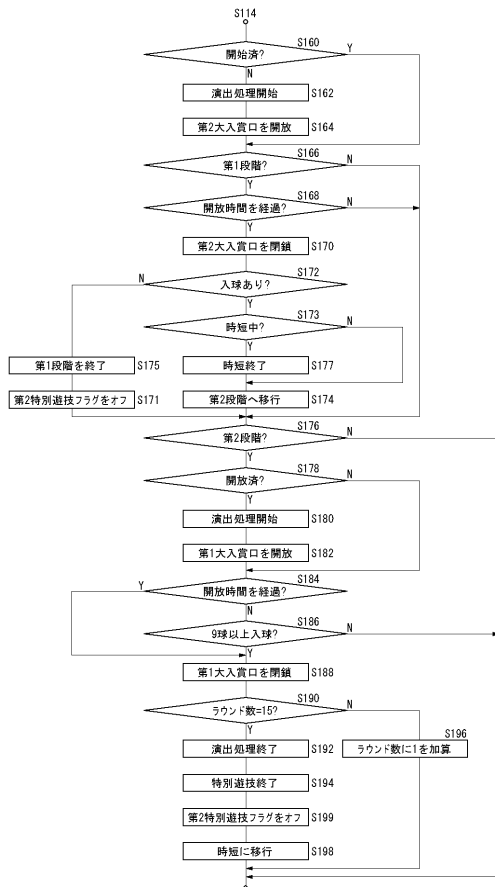 S114
S160
開始済?
Y
N
演出処理開始 S162
第2大入賞口を開放 S164
S166
第1段階?
N
Y
S168
開放時間を経過?
N
Y
第2大入賞口を閉鎖 S170
S172
N
入球あり?
Y
S173
時短中?
N
Y
第1段階を終了 S175
時短終了 S177
第2特別遊技フラグをオフ S171
第2段階へ移行 S174
S176
第2段階?
N
Y
S178
開放済?
N
Y
演出処理開始 S180
第1大入賞口を開放 S182
S184
Y
開放時間を経過?
N
S186
9球以上入球?
N
Y
第1大入賞口を閉鎖 S188
S190
ラウンド数=15?
N
Y
S196
演出処理終了 S192
ラウンド数に1を加算
特別遊技終了 S194
第2特別遊技フラグをオフ S199
時短に移行 S198